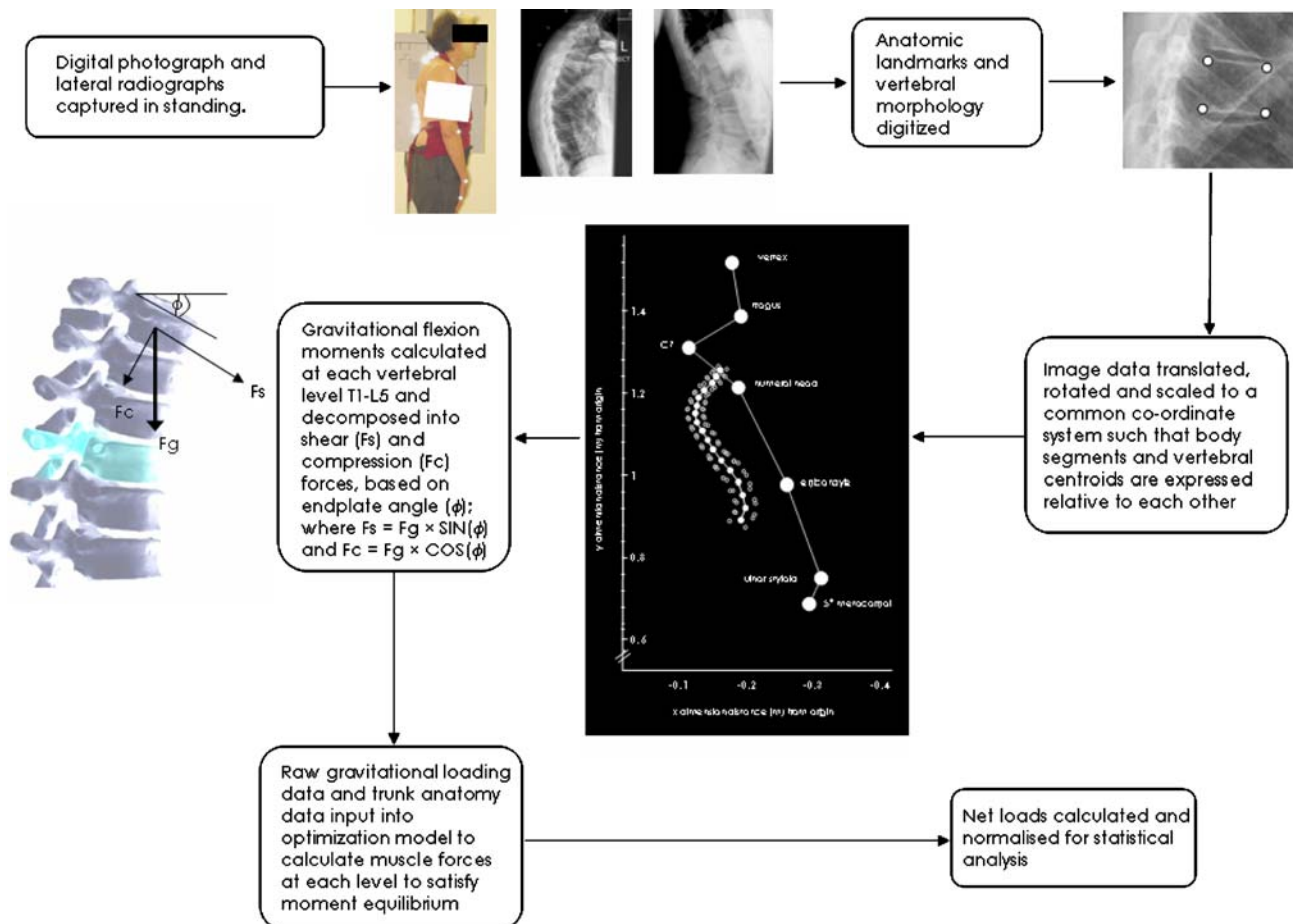 Digital photograph and
lateral radiographs
captured in standing.
L
Anatomic
landmarks and
vertebral
morphology
digitized
Image data translated,
rotated and scaled to a
common co-ordinate
system such that body
segments and vertebral
centroids are expressed
relative to each other
vertex
tragus
C7
humeral head
ulnar styloid
1.4
1.2
1
0.8
0.6
-0.1 -0.2 -0.3 -0.4
Gravitational flexion
moments calculated
at each vertebral
level T1-L5 and
decomposed into
shear (Fs) and
compression (Fc)
forces, based on
endplate angle (ϕ);
where Fs = Fg × SIN(ϕ)
and Fc = Fg × COS(ϕ)
ϕ
Fs
Fc
Fg
Raw gravitational loading
data and trunk anatomy
data input into
optimization model to
calculate muscle forces
at each level to satisfy
moment equilibrium
Net loads calculated and
normalised for statistical
analysis